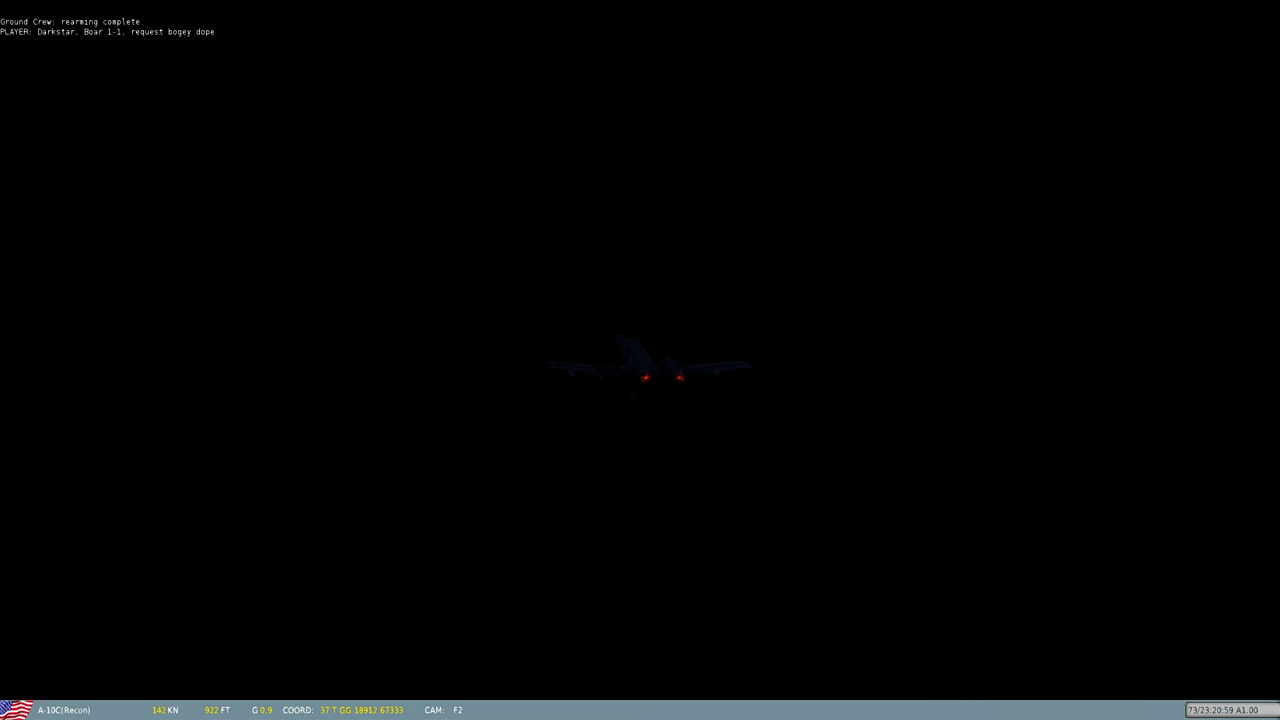 Ground Crew: rearming complete
PLAYER: Darkstar, Boar 1-1, request bogey dope
A-10C(Recon) 142 KN 922 FT G 0.9 COORD: 37 T GG 18912 67333 CAM: F2 73/23:20:59 A1.00